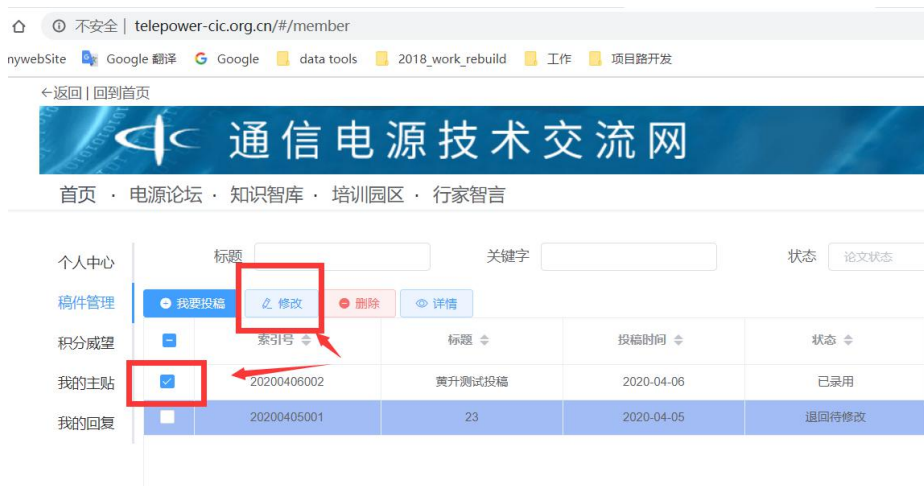 不安全 | telepower-cic.org.cn/#/member
nywebSite Google 翻译 G Google data tools 2018_work_rebuild 工作 项目路开发
←返回 | 回到首页
通信电源技术交流网
首页 · 电源论坛 · 知识智库 · 培训园区 · 行家智言
个人中心 标题 关键字 状态 论文状态
稿件管理 我要投稿 修改 删除 详情
积分威望 索引号 标题 投稿时间 状态
我的主贴 20200406002 黄升测试投稿 2020-04-06 已录用
我的回复 20200405001 23 2020-04-05 退回待修改